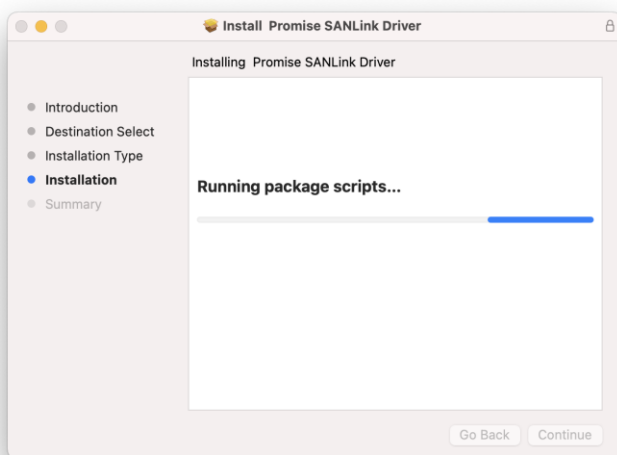 Install Promise SANLink Driver
Installing Promise SANLink Driver
Introduction
Destination Select
Installation Type
Installation
Summary
Running package scripts...
Go Back
Continue